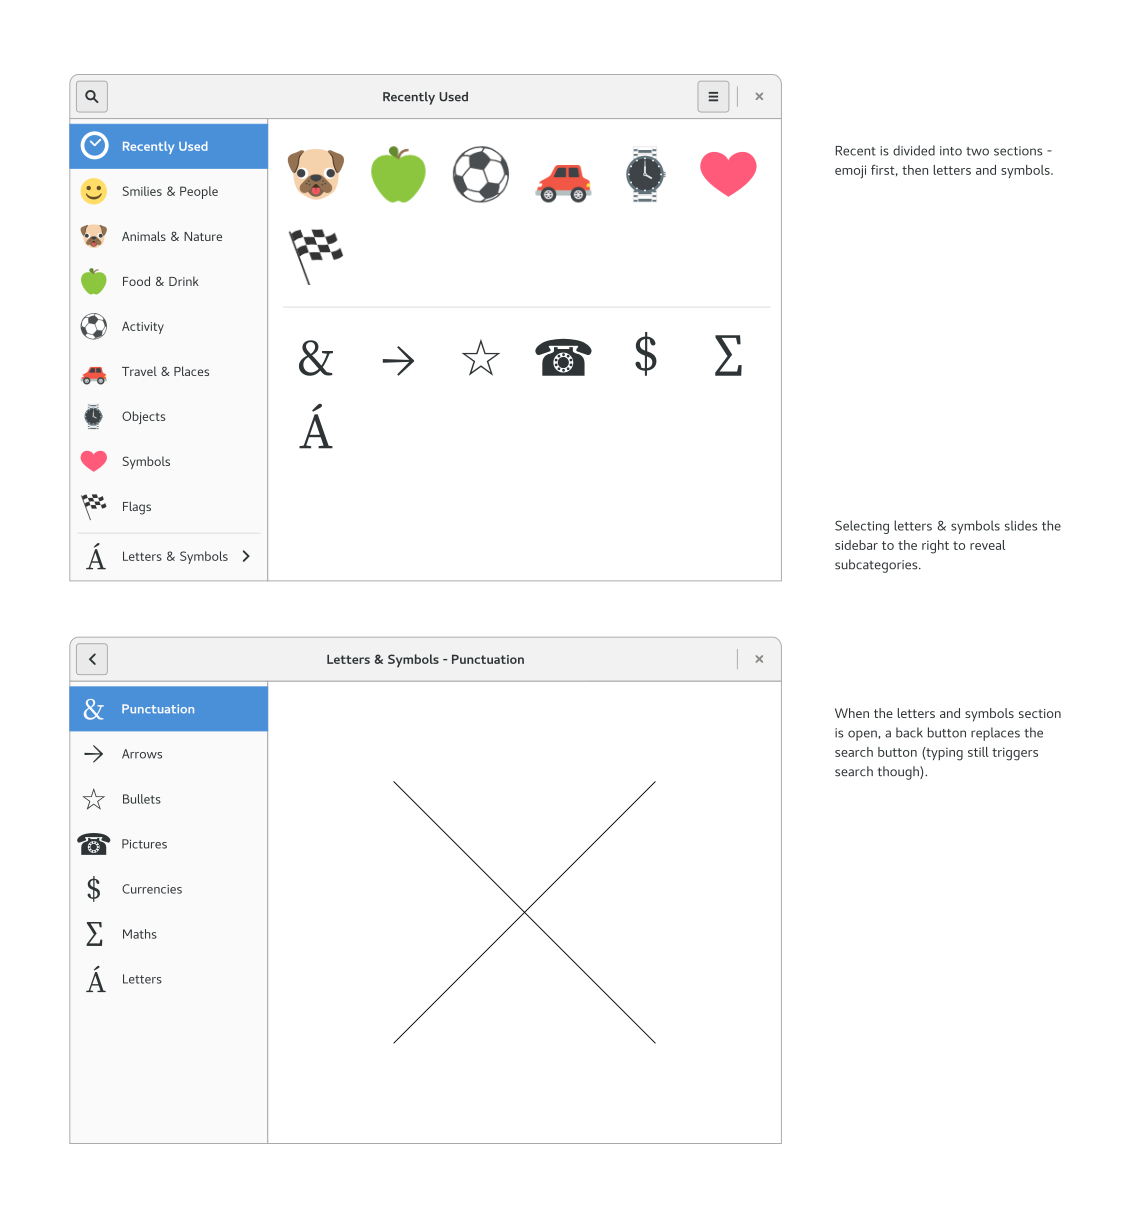 Recently Used
Recently Used
Smilies & People
Animals & Nature
Food & Drink
Activity
Travel & Places
Objects
Symbols
Flags
Á Letters & Symbols
& → ☆ ☎ $ Σ
Á
Recent is divided into two sections -
emoji first, then letters and symbols.
Selecting letters & symbols slides the
sidebar to the right to reveal
subcategories.
Letters & Symbols - Punctuation
& Punctuation
→ Arrows
☆ Bullets
☎ Pictures
$ Currencies
Σ Maths
Á Letters
When the letters and symbols section
is open, a back button replaces the
search button (typing still triggers
search though).